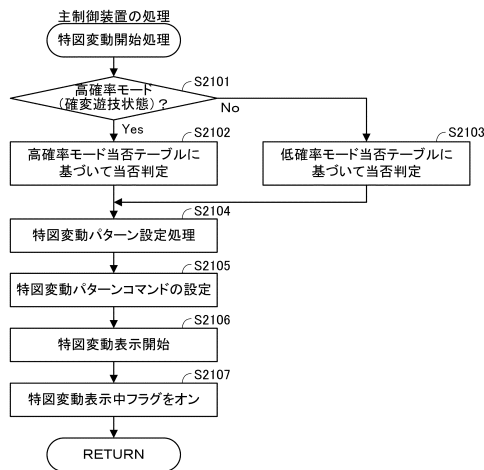 主制御装置の処理
特図変動開始処理
S2101
高確率モード
(確変遊技状態)?
No
Yes
S2102
高確率モード当否テーブルに
基づいて当否判定
S2103
低確率モード当否テーブルに
基づいて当否判定
S2104
特図変動パターン設定処理
S2105
特図変動パターンコマンドの設定
S2106
特図変動表示開始
S2107
特図変動表示中フラグをオン
RETURN